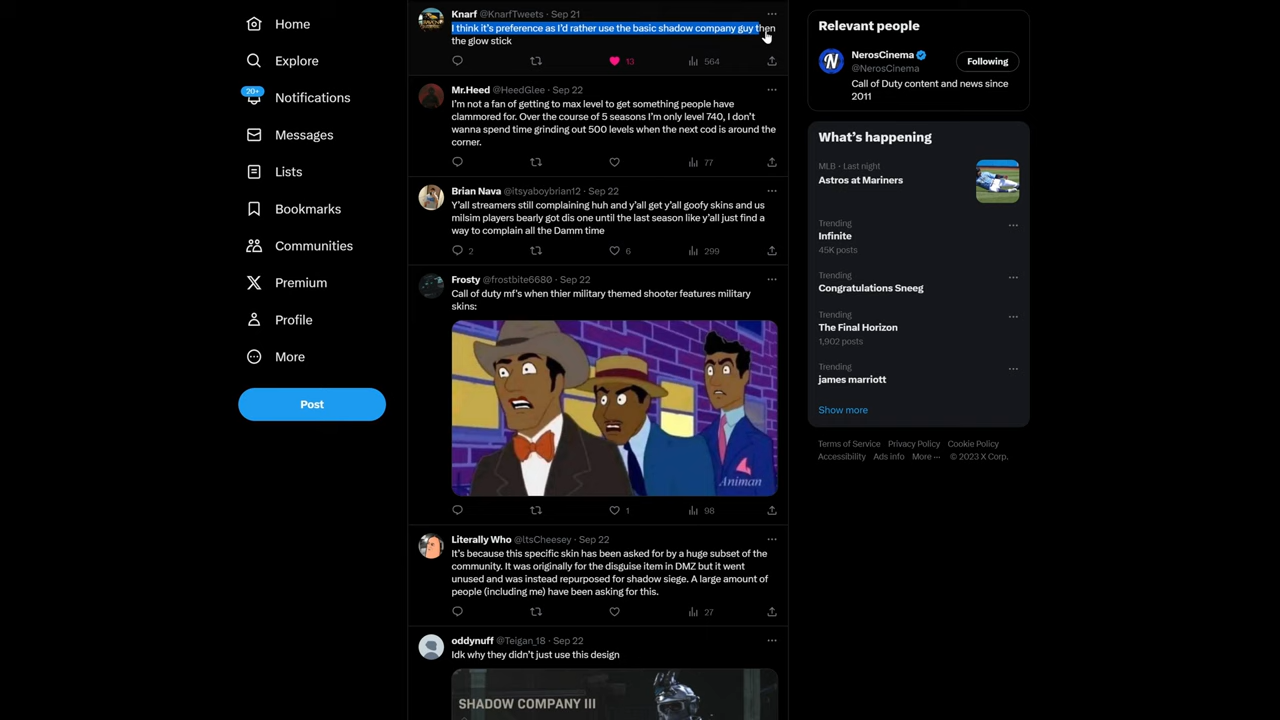 Home
Explore
20+
Notifications
Messages
Lists
Bookmarks
Communities
Premium
Profile
More
Post
Knarf @KnarfTweets · Sep 21
I think it's preference as I'd rather use the basic shadow company guy then
the glow stick
13
564
Mr.Heed @HeedGlee · Sep 22
I'm not a fan of getting to max level to get something people have
clammored for. Over the course of 5 seasons I'm only level 740, I don't
wanna spend time grinding out 500 levels when the next cod is around the
corner.
77
Brian Nava @itsyaboybrian12 · Sep 22
Y'all streamers still complaining huh and y'all get y'all goofy skins and us
milsim players bearly got dis one until the last season like y'all just find a
way to complain all the Damm time
2
6
299
Frosty @frostbite6680 · Sep 22
Call of duty mf's when thier military themed shooter features military
skins:
Animan
1
98
Literally Who @ltsCheesey · Sep 22
It's because this specific skin has been asked for by a huge subset of the
community. It was originally for the disguise item in DMZ but it went
unused and was instead repurposed for shadow siege. A large amount of
people (including me) have been asking for this.
27
oddynuff @Teigan_18 · Sep 22
Idk why they didn't just use this design
SHADOW COMPANY III
Relevant people
NerosCinema
@NerosCinema
Following
Call of Duty content and news since
2011
What's happening
MLB · Last night
Astros at Mariners
Trending
Infinite
45K posts
Trending
Congratulations Sneeg
Trending
The Final Horizon
1,902 posts
Trending
james marriott
Show more
Terms of Service Privacy Policy Cookie Policy
Accessibility Ads info More ··· © 2023 X Corp.